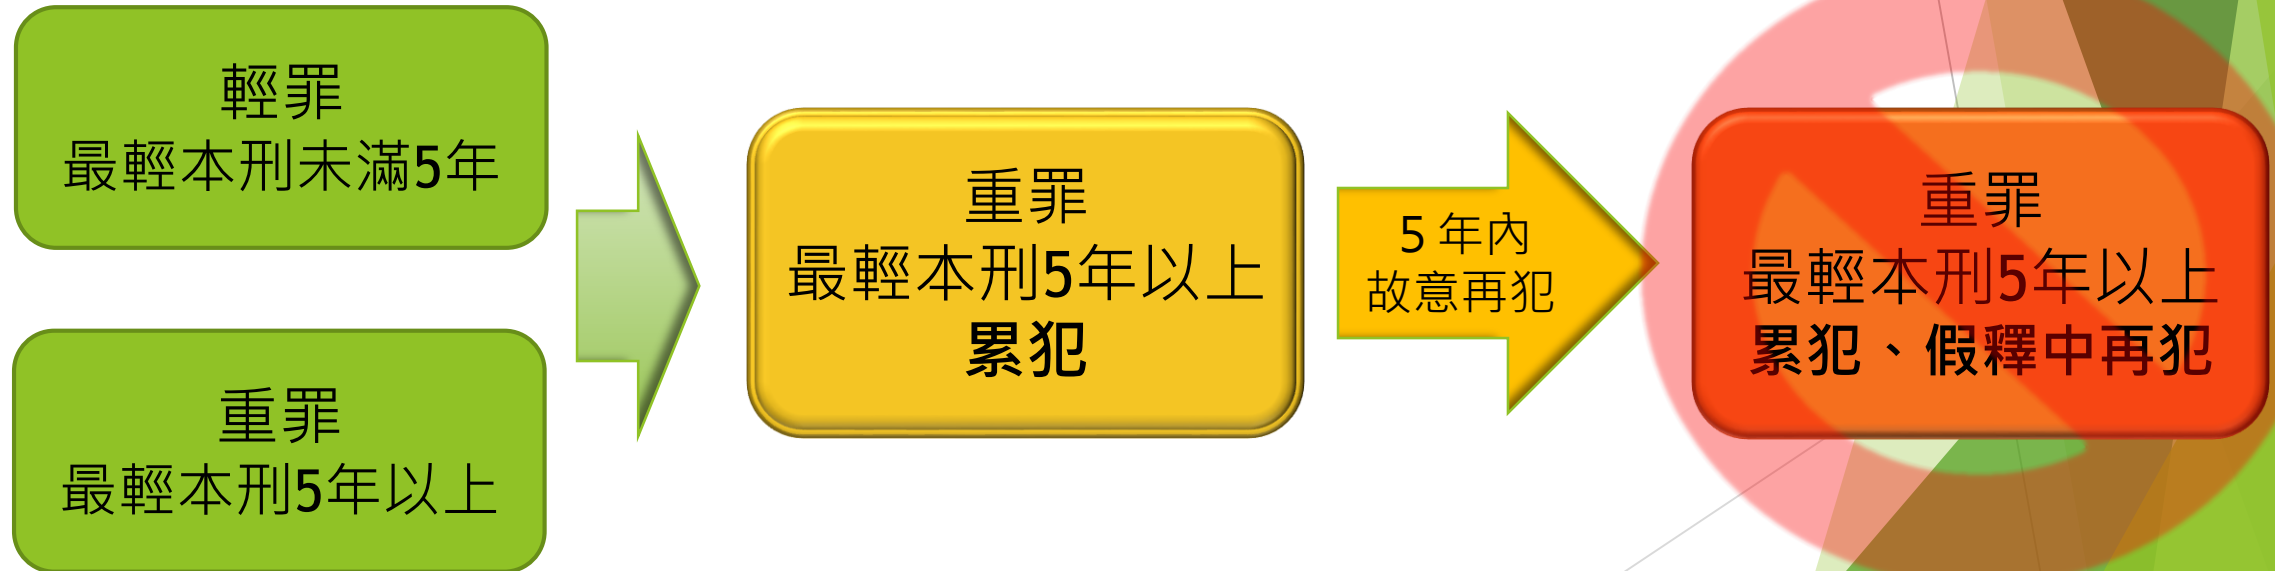 輕罪
最輕本刑未滿5年
重罪
最輕本刑5年以上
重罪
最輕本刑5年以上
累犯
5 年內
故意再犯
重罪
最輕本刑5年以上
累犯、假釋中再犯